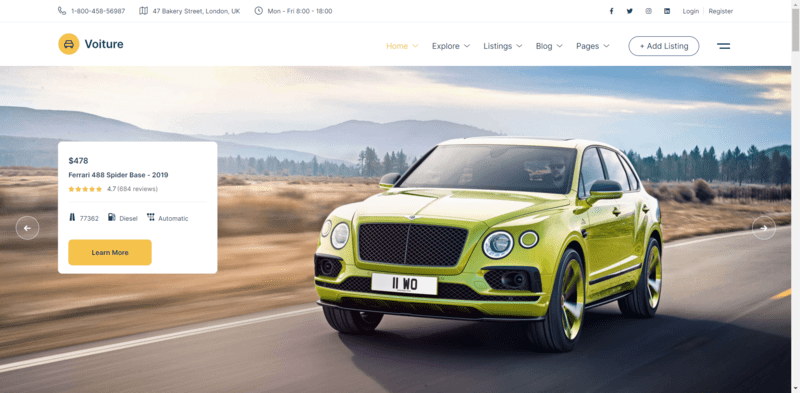 1-800-458-56987 47 Bakery Street, London, UK Mon - Fri 8:00 - 18:00 Login Register
Voiture Home Explore Listings Blog Pages + Add Listing
$478
Ferrari 488 Spider Base - 2019
4.7 (684 reviews)
77362 Diesel Automatic
Learn More
II WO